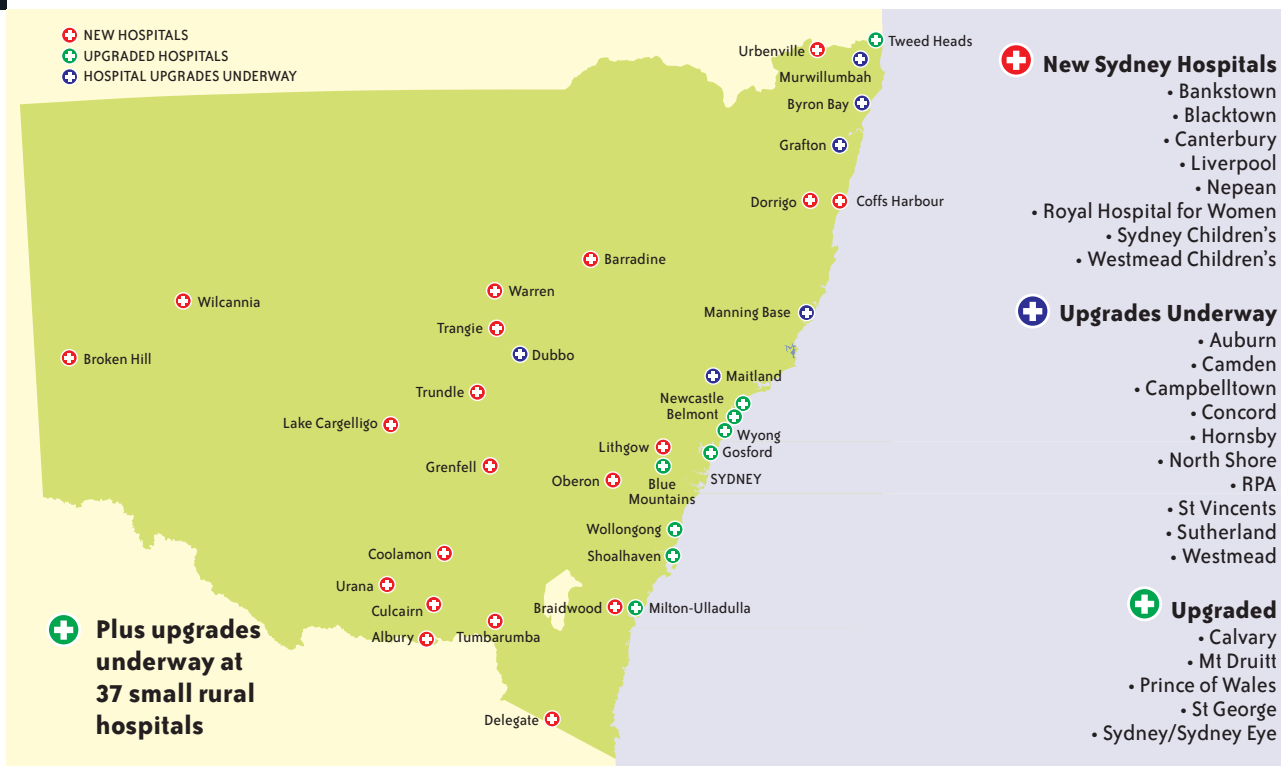 NEW HOSPITALS
UPGRADED HOSPITALS
HOSPITAL UPGRADES UNDERWAY
Urbenville
Tweed Heads
Murwillumbah
Byron Bay
Grafton
Dorrigo
Coffs Harbour
Barradine
Warren
Wilcannia
Trangie
Manning Base
Dubbo
Broken Hill
Maitland
Trundle
Newcastle
Belmont
Lake Cargelligo
Wyong
Lithgow
Gosford
Grenfell
Oberon
Blue
Mountains
SYDNEY
Wollongong
Coolamon
Shoalhaven
Urana
Culcairn
Braidwood
Milton-Ulladulla
Albury
Tumbarumba
Delegate
Plus upgrades
underway at
37 small rural
hospitals
New Sydney Hospitals
• Bankstown
• Blacktown
• Canterbury
• Liverpool
• Nepean
• Royal Hospital for Women
• Sydney Children’s
• Westmead Children’s
Upgrades Underway
• Auburn
• Camden
• Campbelltown
• Concord
• Hornsby
• North Shore
• RPA
• St Vincents
• Sutherland
• Westmead
Upgraded
• Calvary
• Mt Druitt
• Prince of Wales
• St George
• Sydney/Sydney Eye